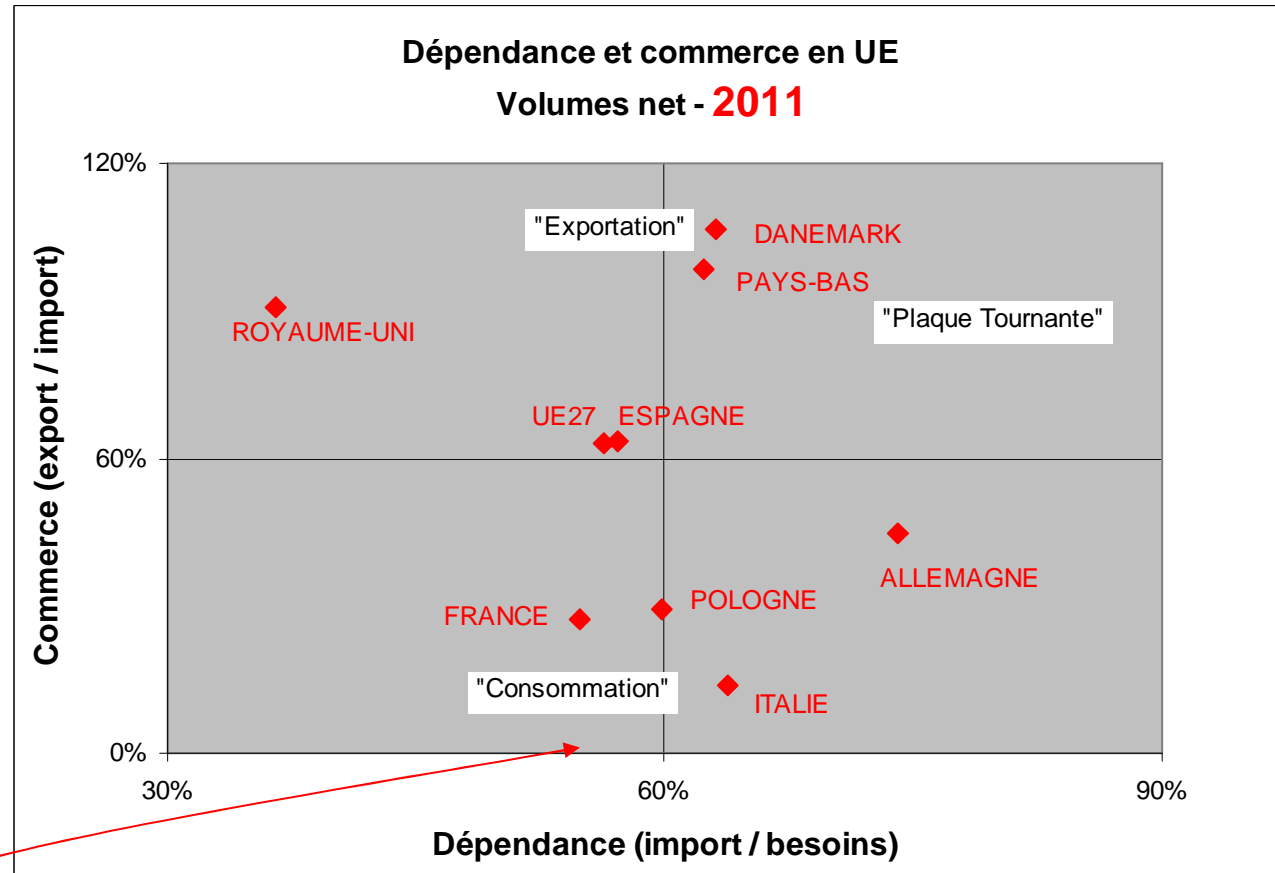 Dépendance et commerce en UE
Volumes net - 2011
120%
"Exportation"
DANEMARK
PAYS-BAS
"Plaque Tournante"
ROYAUME-UNI
UE27
ESPAGNE
60%
ALLEMAGNE
POLOGNE
FRANCE
"Consommation"
ITALIE
0%
30%
60%
90%
Commerce (export / import)
Dépendance (import / besoins)